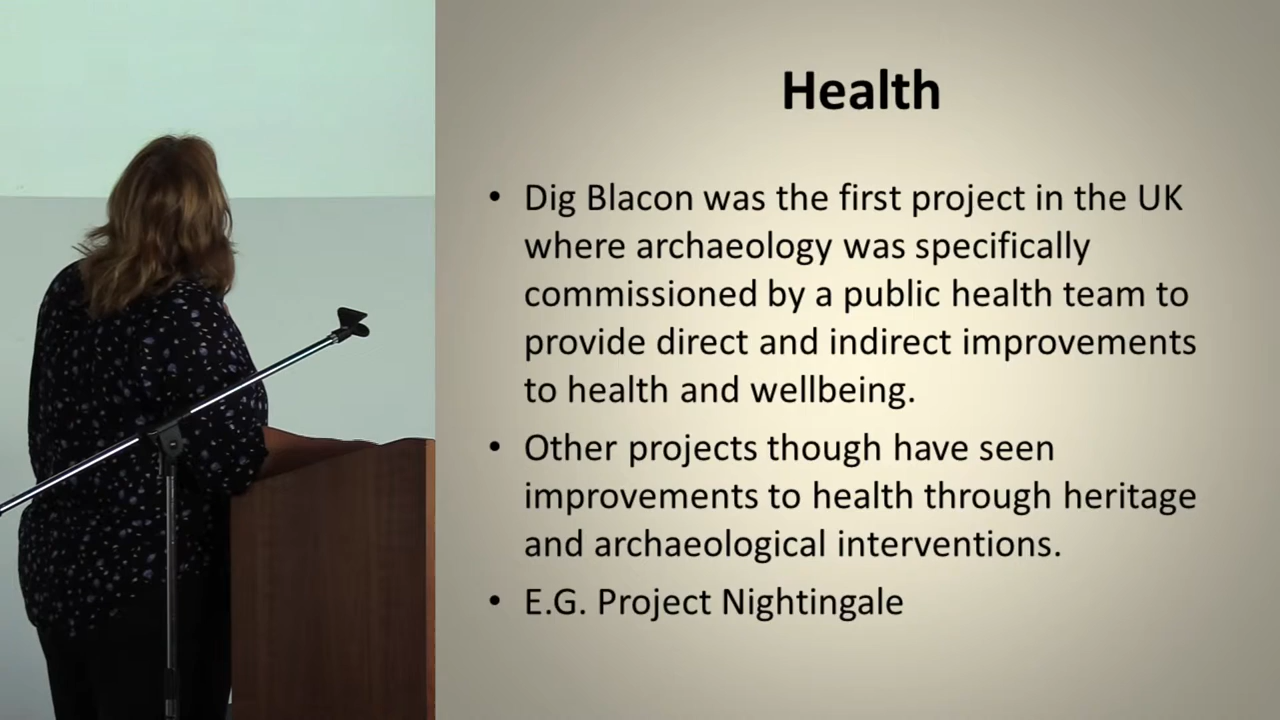 Health
• Dig Blacon was the first project in the UK
where archaeology was specifically
commissioned by a public health team to
provide direct and indirect improvements
to health and wellbeing.
• Other projects though have seen
improvements to health through heritage
and archaeological interventions.
• E.G. Project Nightingale